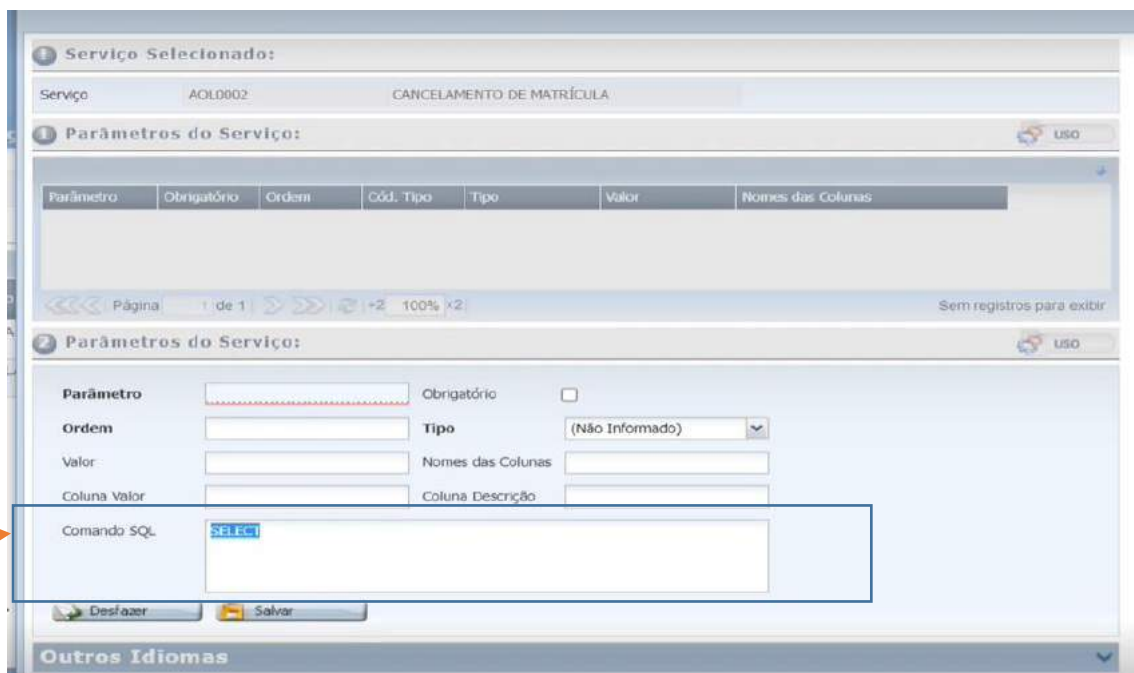 Serviço Selecionado:
Serviço AOL0002 CANCELAMENTO DE MATRÍCULA
Parâmetros do Serviço: USO
Parâmetro Obrigatório Ordem Cód. Tipo Tipo Valor Nomes das Colunas
Página 1 de 1 ÷2 100% ×2 Sem registros para exibir
2 Parâmetros do Serviço: USO
Parâmetro Obrigatório
Ordem Tipo (Não Informado)
Valor Nomes das Colunas
Coluna Valor Coluna Descrição
Comando SQL SELECT
Desfazer Salvar
Outros Idiomas